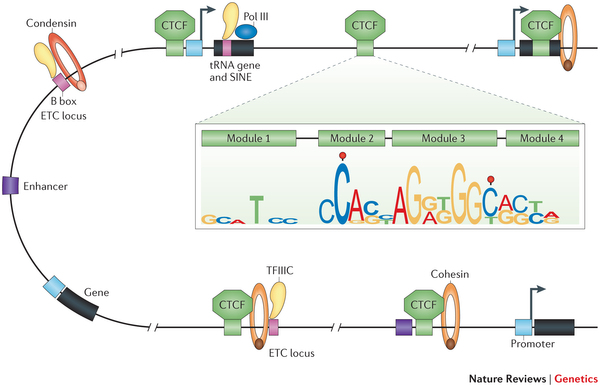 Condensin
B box
ETC locus
Enhancer
Gene
CTCF
Pol III
tRNA gene
and SINE
CTCF
CTCF
Module 1
Module 2
Module 3
Module 4
CTCF
TFIIIC
ETC locus
Cohesin
CTCF
Promoter
Nature Reviews | Genetics